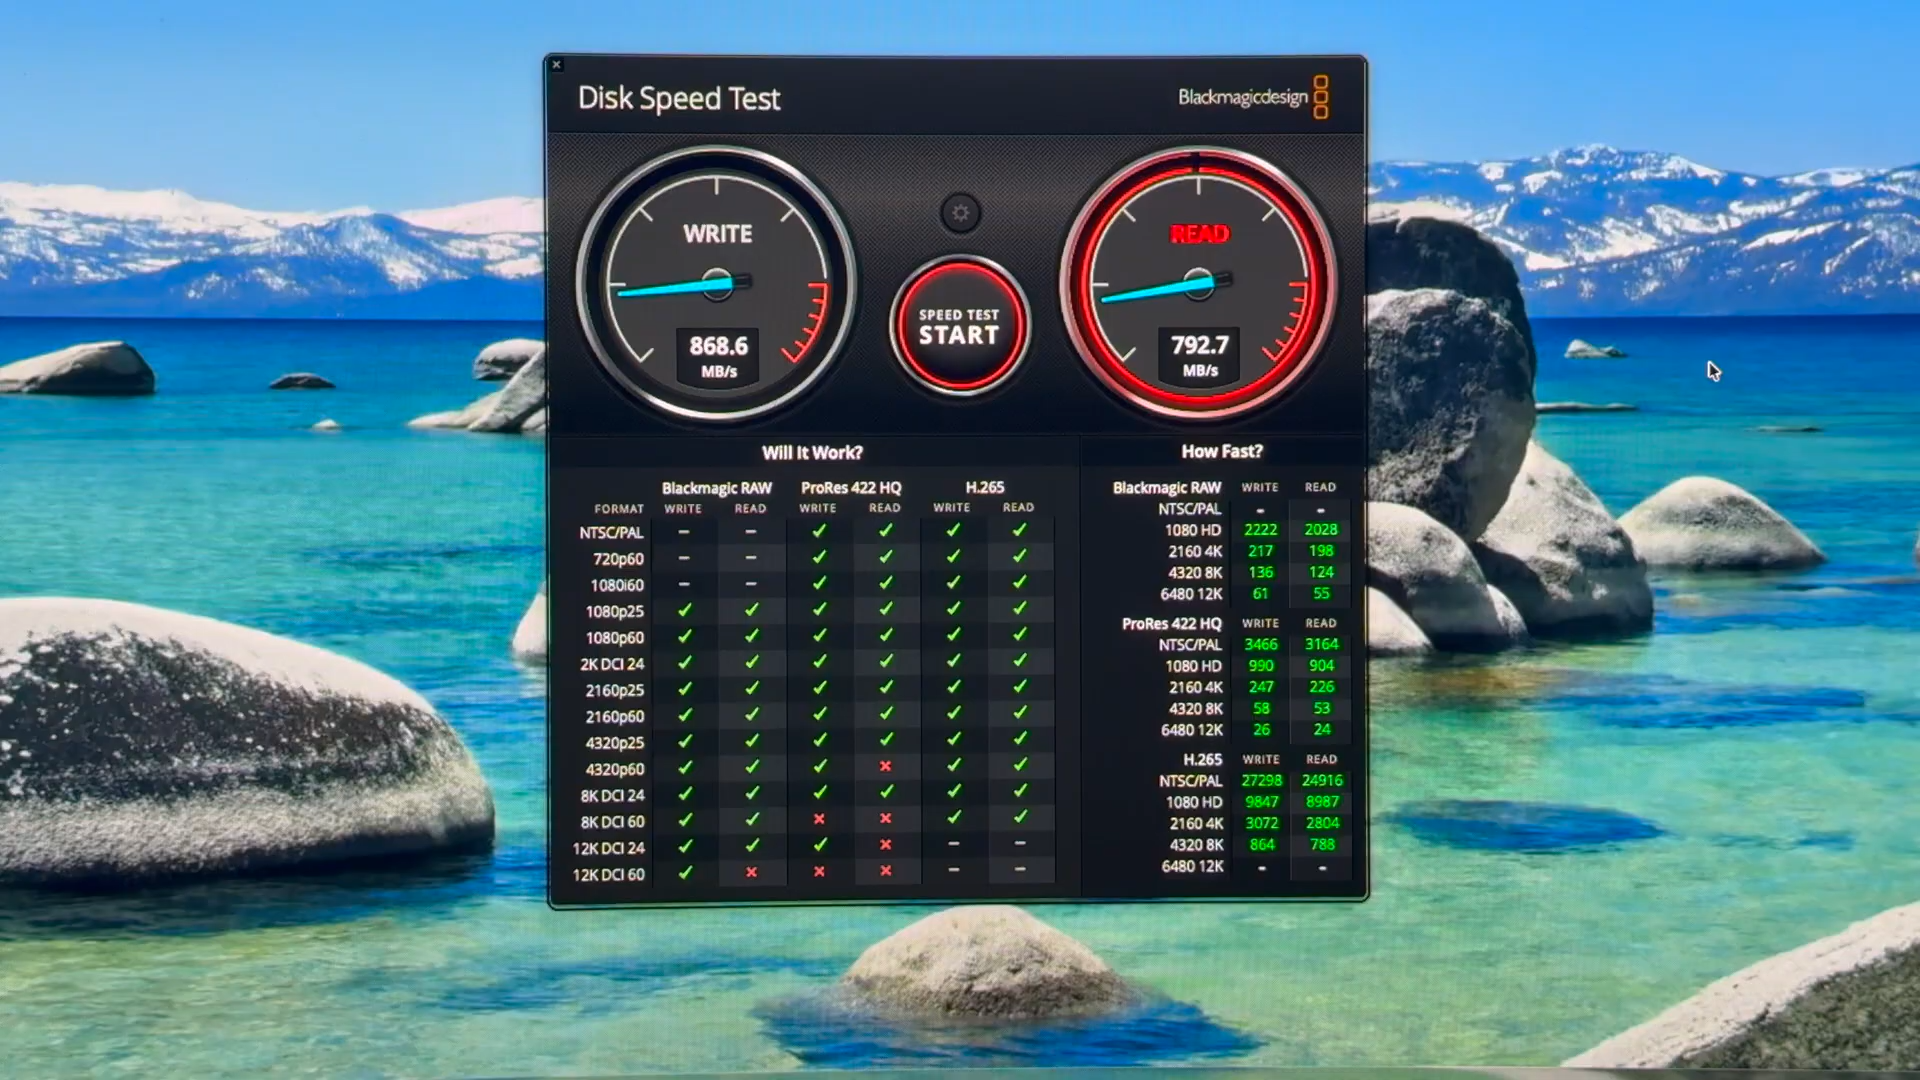 Disk Speed Test
Blackmagicdesign
WRITE
868.6
MB/s
SPEED TEST
START
READ
792.7
MB/s
Will It Work?
Blackmagic RAW ProRes 422 HQ H.265
FORMAT WRITE READ WRITE READ WRITE READ
NTSC/PAL – – ✓ ✓ ✓ ✓
720p60 – – ✓ ✓ ✓ ✓
1080i60 – – ✓ ✓ ✓ ✓
1080p25 ✓ ✓ ✓ ✓ ✓ ✓
1080p60 ✓ ✓ ✓ ✓ ✓ ✓
2K DCI 24 ✓ ✓ ✓ ✓ ✓ ✓
2160p25 ✓ ✓ ✓ ✓ ✓ ✓
2160p60 ✓ ✓ ✓ ✓ ✓ ✓
4320p25 ✓ ✓ ✓ ✓ ✓ ✓
4320p60 ✓ ✓ ✓ ✗ ✓ ✓
8K DCI 24 ✓ ✓ ✓ ✓ ✓ ✓
8K DCI 60 ✓ ✓ ✗ ✗ ✓ ✓
12K DCI 24 ✓ ✓ ✓ ✗ – –
12K DCI 60 ✓ ✗ ✗ ✗ – –
How Fast?
Blackmagic RAW WRITE READ
NTSC/PAL - -
1080 HD 2222 2028
2160 4K 217 198
4320 8K 136 124
6480 12K 61 55
ProRes 422 HQ WRITE READ
NTSC/PAL 3466 3164
1080 HD 990 904
2160 4K 247 226
4320 8K 58 53
6480 12K 26 24
H.265 WRITE READ
NTSC/PAL 27298 24916
1080 HD 9847 8987
2160 4K 3072 2804
4320 8K 864 788
6480 12K - -